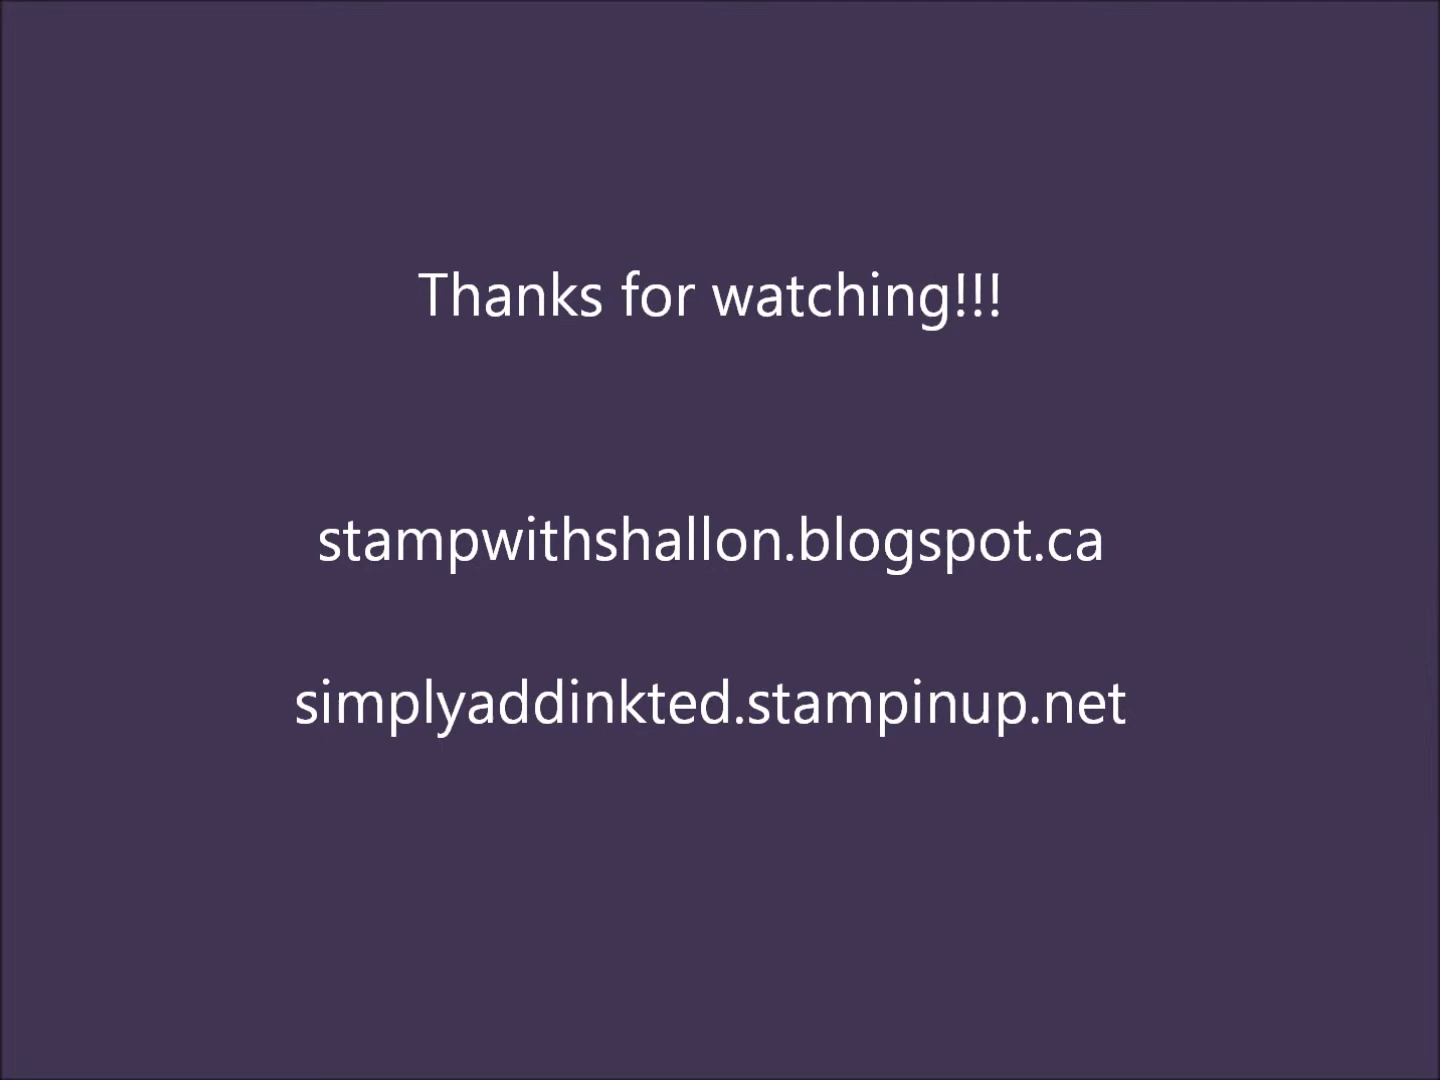 Thanks for watching!!!
stampwithshallon.blogspot.ca
simplyaddinkted.stampinup.net